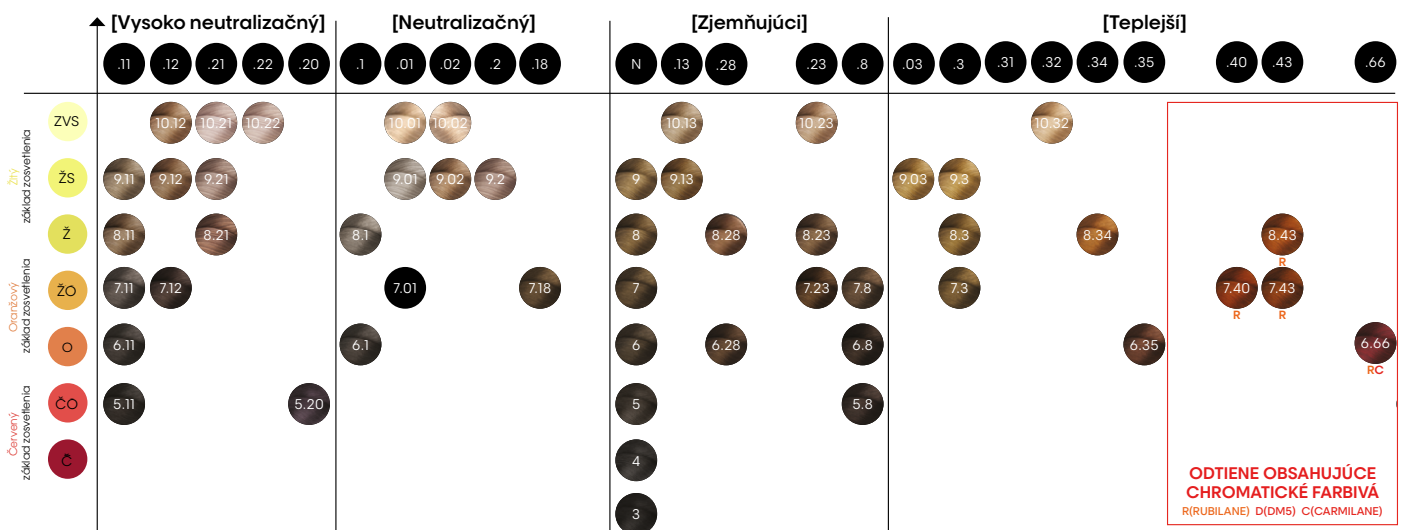 [Vysoko neutralizačný] [Neutralizačný] [Zjemňujúci] [Teplejší]
.11 .12 .21 .22 .20 .1 .01 .02 .2 .18 N .13 .28 .23 .8 .03 .3 .31 .32 .34 .35 .40 .43 .66
Žltý
základ zosvetlenia
ZVS 10.12 10.21 10.22 10.01 10.02 10.13 10.23 10.32
ŽS 9.11 9.12 9.21 9.01 9.02 9.2 9 9.13 9.03 9.3
Ž 8.11 8.21 8.1 8 8.28 8.23 8.3 8.34 8.43
R
Oranžový
základ zosvetlenia
ŽO 7.11 7.12 7.01 7.18 7 7.23 7.8 7.3 7.40 7.43
R R
O 6.11 6.1 6 6.28 6.8 6.35 6.66
RC
Červený
základ zosvetlenia
ČO 5.11 5.20 5 5.8
Č 4
3
ODTIENE OBSAHUJÚCE
CHROMATICKÉ FARBIVÁ
R(RUBILANE) D(DM5) C(CARMILANE)